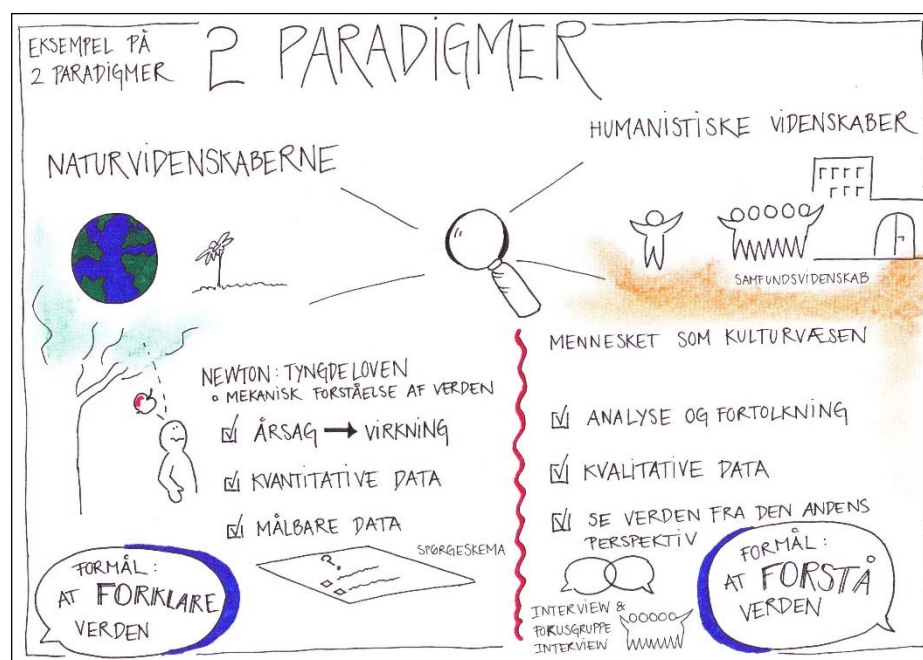 EKSEMPEL PÅ
2 PARADIGMER
2 PARADIGMER
NATURVIDENSKABERNE
HUMANISTISKE VIDENSKABER
SAMFUNDSVIDENSKAB
NEWTON: TYNGDELOVEN
MEKANISK FORSTÅELSE AF VERDEN
ÅRSAG → VIRKNING
KVANTITATIVE DATA
MÅLBARE DATA
SPØRGESKEMA
?
FORMÅL:
AT FORKLARE
VERDEN
MENNESKET SOM KULTURVÆSEN
ANALYSE OG FORTOLKNING
KVALITATIVE DATA
SE VERDEN FRA DEN ANDENS
PERSPEKTIV
INTERVIEW &
FOKUSGRUPPE
INTERVIEW
FORMÅL:
AT FORSTÅ
VERDEN